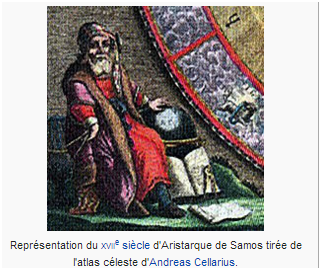 Représentation du XVIIe siècle d'Aristarque de Samos tirée de
l'atlas céleste d'Andreas Cellarius.